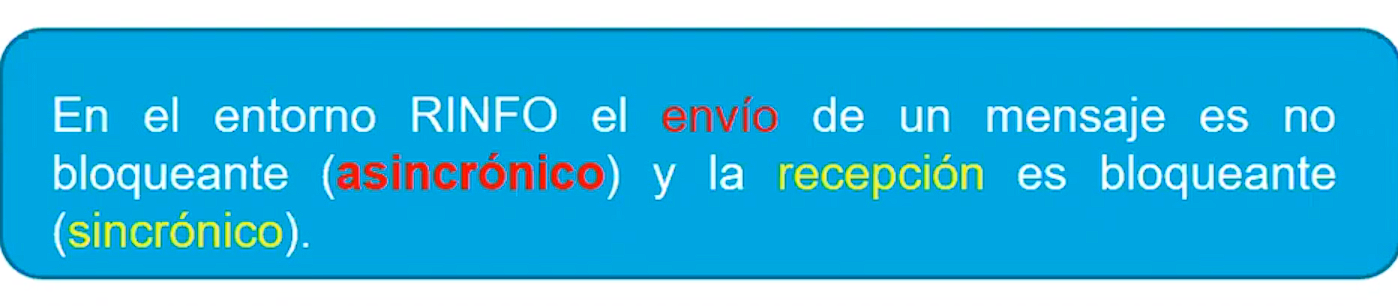 En el entorno RINFO el envío de un mensaje es no
bloqueante (asincrónico) y la recepción es bloqueante
(sincrónico).